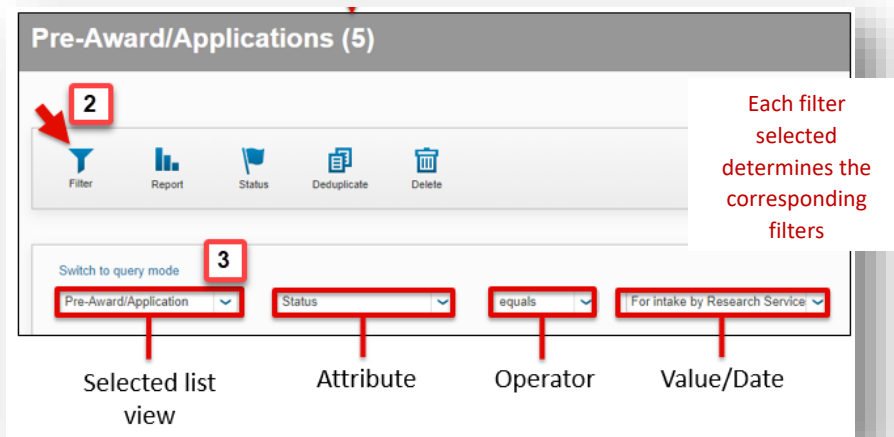 Pre-Award/Applications (5)
2
Each filter
selected
determines the
corresponding
filters
Filter Report Status Deduplicate Delete
Switch to query mode
3
Pre-Award/Application Status equals For intake by Research Service
Selected list
view
Attribute Operator Value/Date